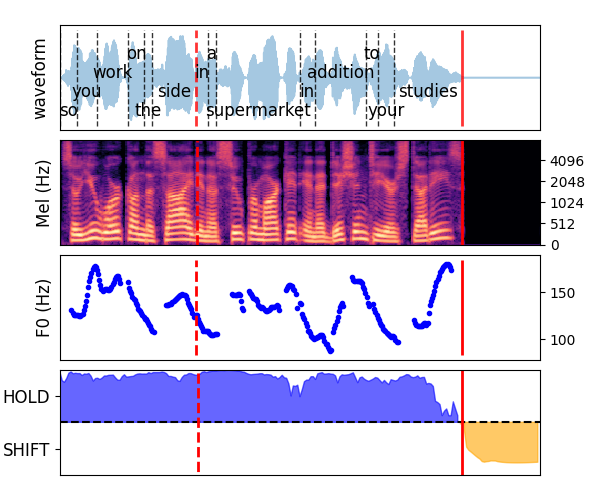 waveform
on a to
work in addition
you side in studies
so the supermarket your
Mel (Hz)
4096
2048
1024
512
0
F0 (Hz)
150
100
HOLD
SHIFT